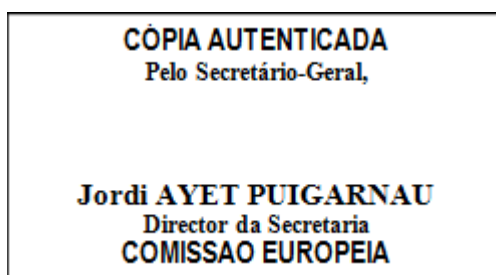 CÓPIA AUTENTICADA
Pelo Secretário-Geral,
Jordi AYET PUIGARNAU
Director da Secretaria
COMISSAO EUROPEIA